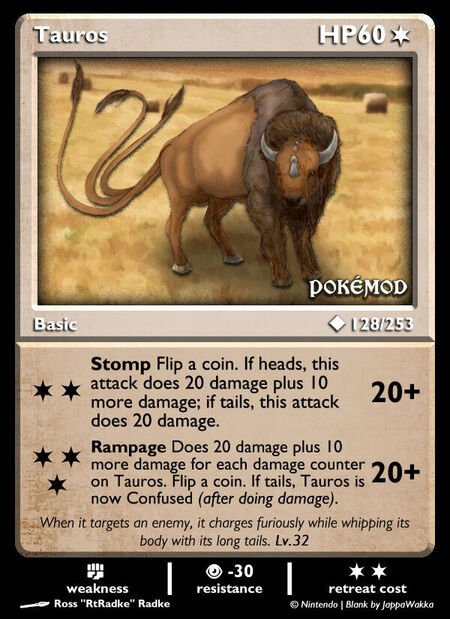 Tauros HP60
POKÉMOD
Basic 128/253
Stomp Flip a coin. If heads, this
attack does 20 damage plus 10
more damage; if tails, this attack
does 20 damage.
20+
Rampage Does 20 damage plus 10
more damage for each damage counter
on Tauros. Flip a coin. If tails, Tauros is
now Confused (after doing damage).
20+
When it targets an enemy, it charges furiously while whipping its
body with its long tails. Lv.32
weakness
-30
resistance
retreat cost
Ross "RtRadke" Radke
© Nintendo | Blank by JappaWakka